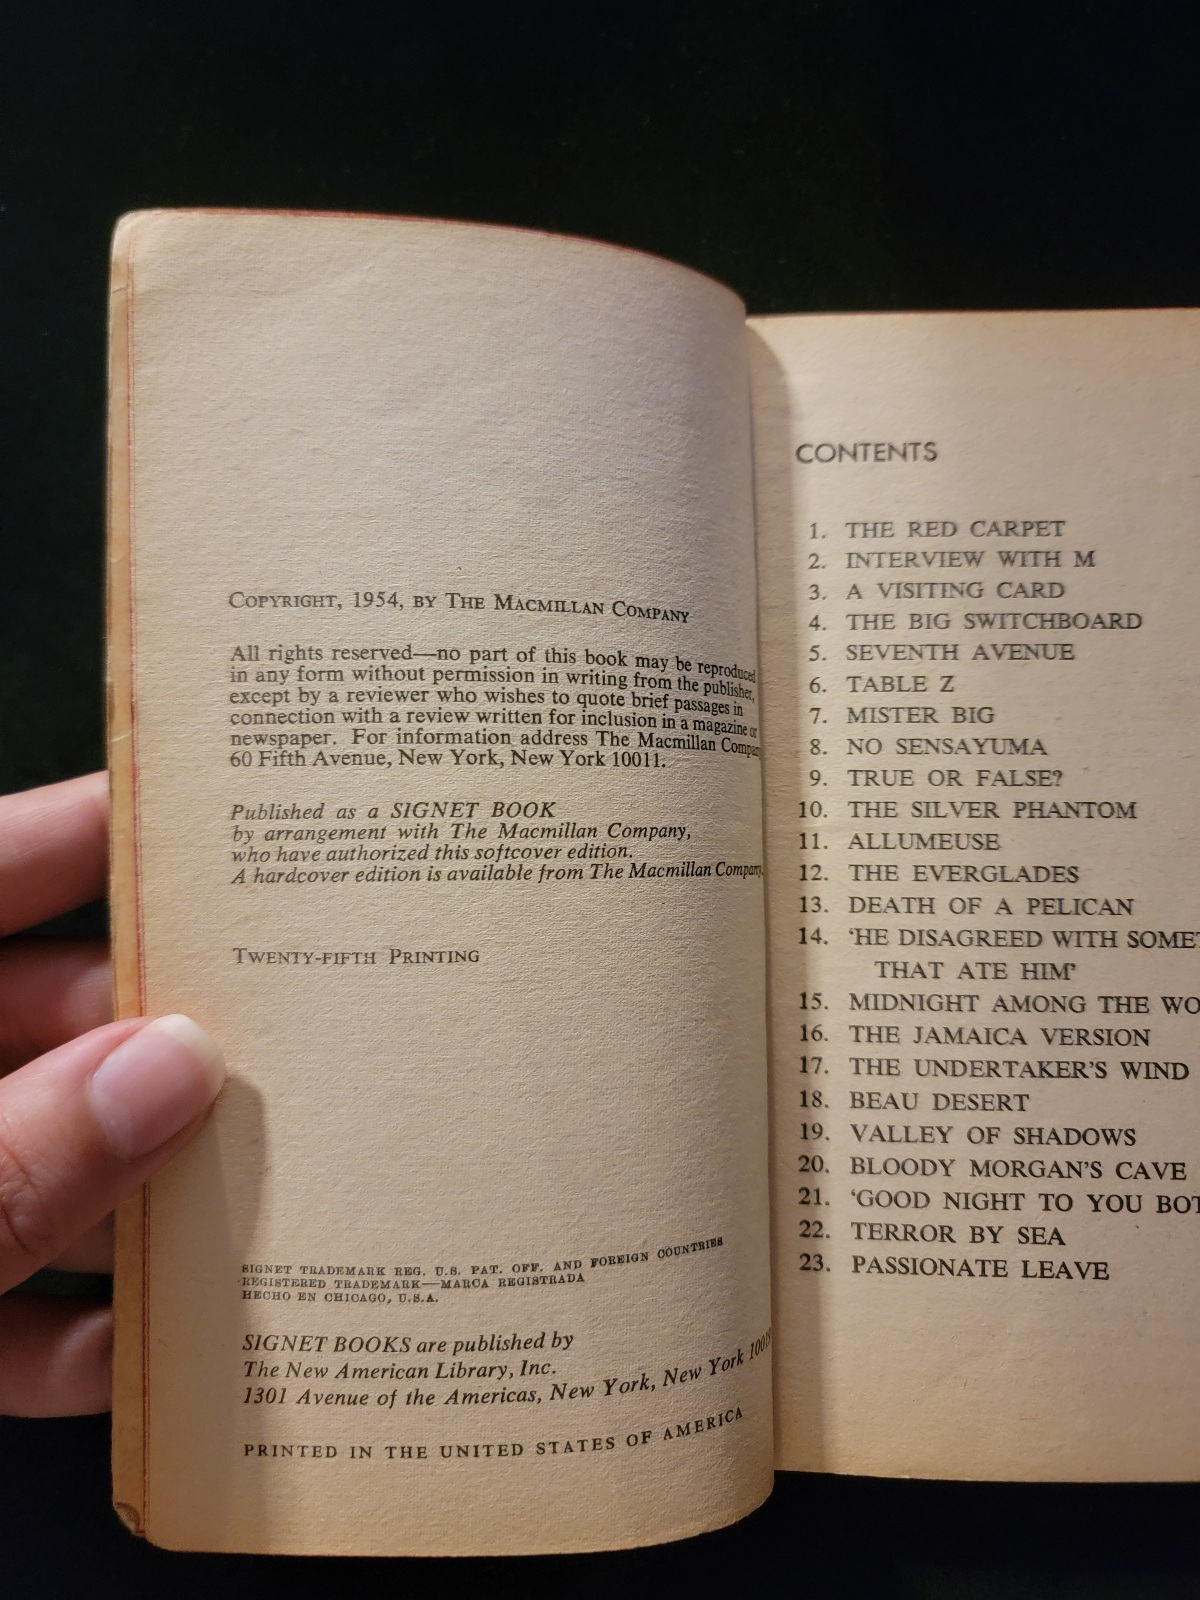 COPYRIGHT, 1954, BY THE MACMILLAN COMPANY
All rights reserved—no part of this book may be reproduced
in any form without permission in writing from the publisher,
except by a reviewer who wishes to quote brief passages in
connection with a review written for inclusion in a magazine or
newspaper. For information address The Macmillan
60 Fifth Avenue, New York, New York 10011.
Published as a SIGNET BOOK
by arrangement with The Macmillan Company,
who have authorized this softcover edition.
A hardcover edition is available from The Macmillan Company.
TWENTY-FIFTH PRINTING
SIGNET TRADEMARK REG. U.S. PAT. OFF. AND FOREIGN COUNTRIES
REGISTERED TRADEMARK—MARCA REGISTRADA
HECHO EN CHICAGO, U.S.A.
SIGNET BOOKS are published by
The New American Library, Inc.
1301 Avenue of the Americas, New York, New York
PRINTED IN THE UNITED STATES OF AMERICA
CONTENTS
1. THE RED CARPET
2. INTERVIEW WITH M
3. A VISITING CARD
4. THE BIG SWITCHBOARD
5. SEVENTH AVENUE
6. TABLE Z
7. MISTER BIG
8. NO SENSAYUMA
9. TRUE OR FALSE?
10. THE SILVER PHANTOM
11. ALLUMEUSE
12. THE EVERGLADES
13. DEATH OF A PELICAN
14. ‘HE DISAGREED WITH
THAT ATE HIM’
15. MIDNIGHT AMONG THE
16. THE JAMAICA VERSION
17. THE UNDERTAKER’S WIND
18. BEAU DESERT
19. VALLEY OF SHADOWS
20. BLOODY MORGAN’S CAVE
21. ‘GOOD NIGHT TO YOU
22. TERROR BY SEA
23. PASSIONATE LEAVE